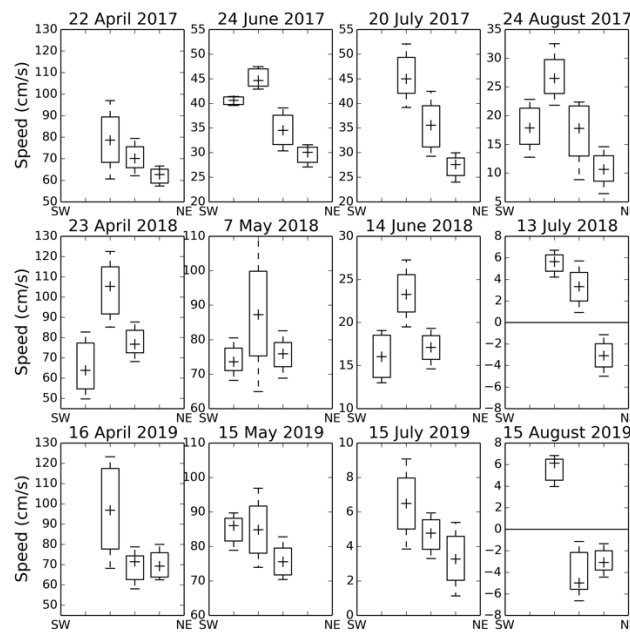 22 April 2017 24 June 2017 20 July 2017 24 August 2017
Speed (cm/s)
130 120 110 100 90 80 70 60 50
55 50 45 40 35 30 25 20
55 50 45 40 35 30 25 20
35 30 25 20 15 10 5
SW NE SW NE SW NE SW NE
23 April 2018 7 May 2018 14 June 2018 13 July 2018
Speed (cm/s)
130 120 110 100 90 80 70 60 50
110 100 90 80 70 60
30 25 20 15 10
8 6 4 2 0 −2 −4 −6 −8
SW NE SW NE SW NE SW NE
16 April 2019 15 May 2019 15 July 2019 15 August 2019
Speed (cm/s)
130 120 110 100 90 80 70 60 50
110 100 90 80 70 60
10 8 6 4 2 0
8 6 4 2 0 −2 −4 −6 −8
SW NE SW NE SW NE SW NE